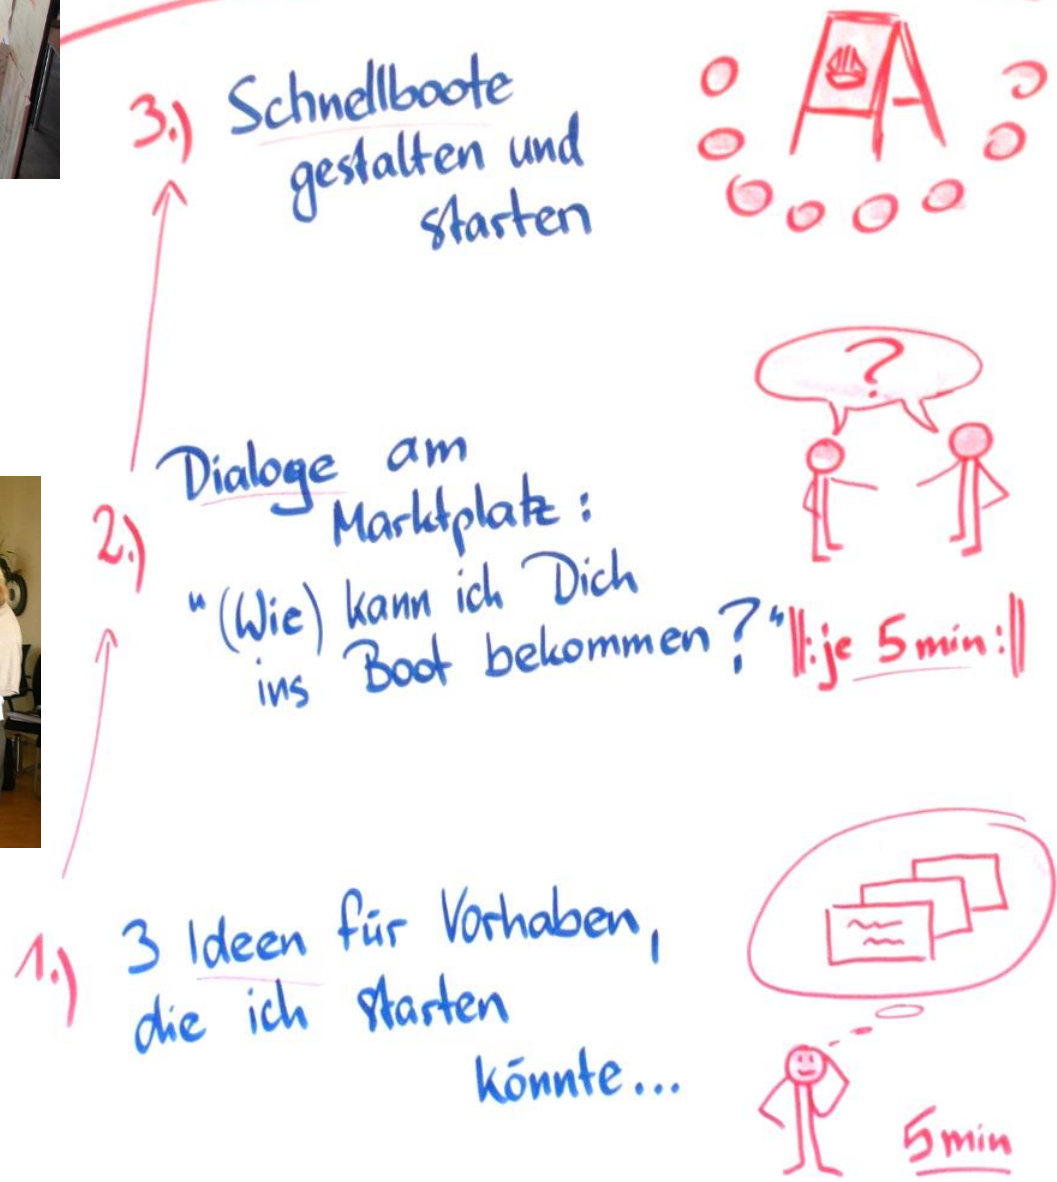 3.) Schnellboote
gestalten und
starten
Dialoge am
Marktplatz:
2.)
"(Wie) kann ich Dich
ins Boot bekommen?" ||:je 5 min:||
1.) 3 Ideen für Vorhaben,
die ich starten
könnte...
5 min
?